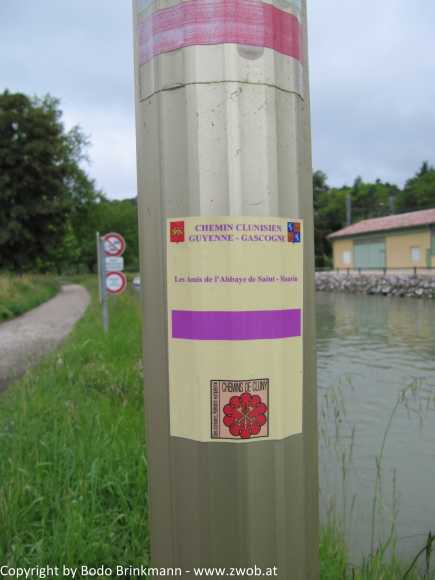 CHEMIN CLUNISIEN
GUYENNE - GASCOGNE
Les Amis de l'Abbaye de Saint - Maurin
CHEMINS DE CLUNY
Copyright by Bodo Brinkmann - www.zwob.at